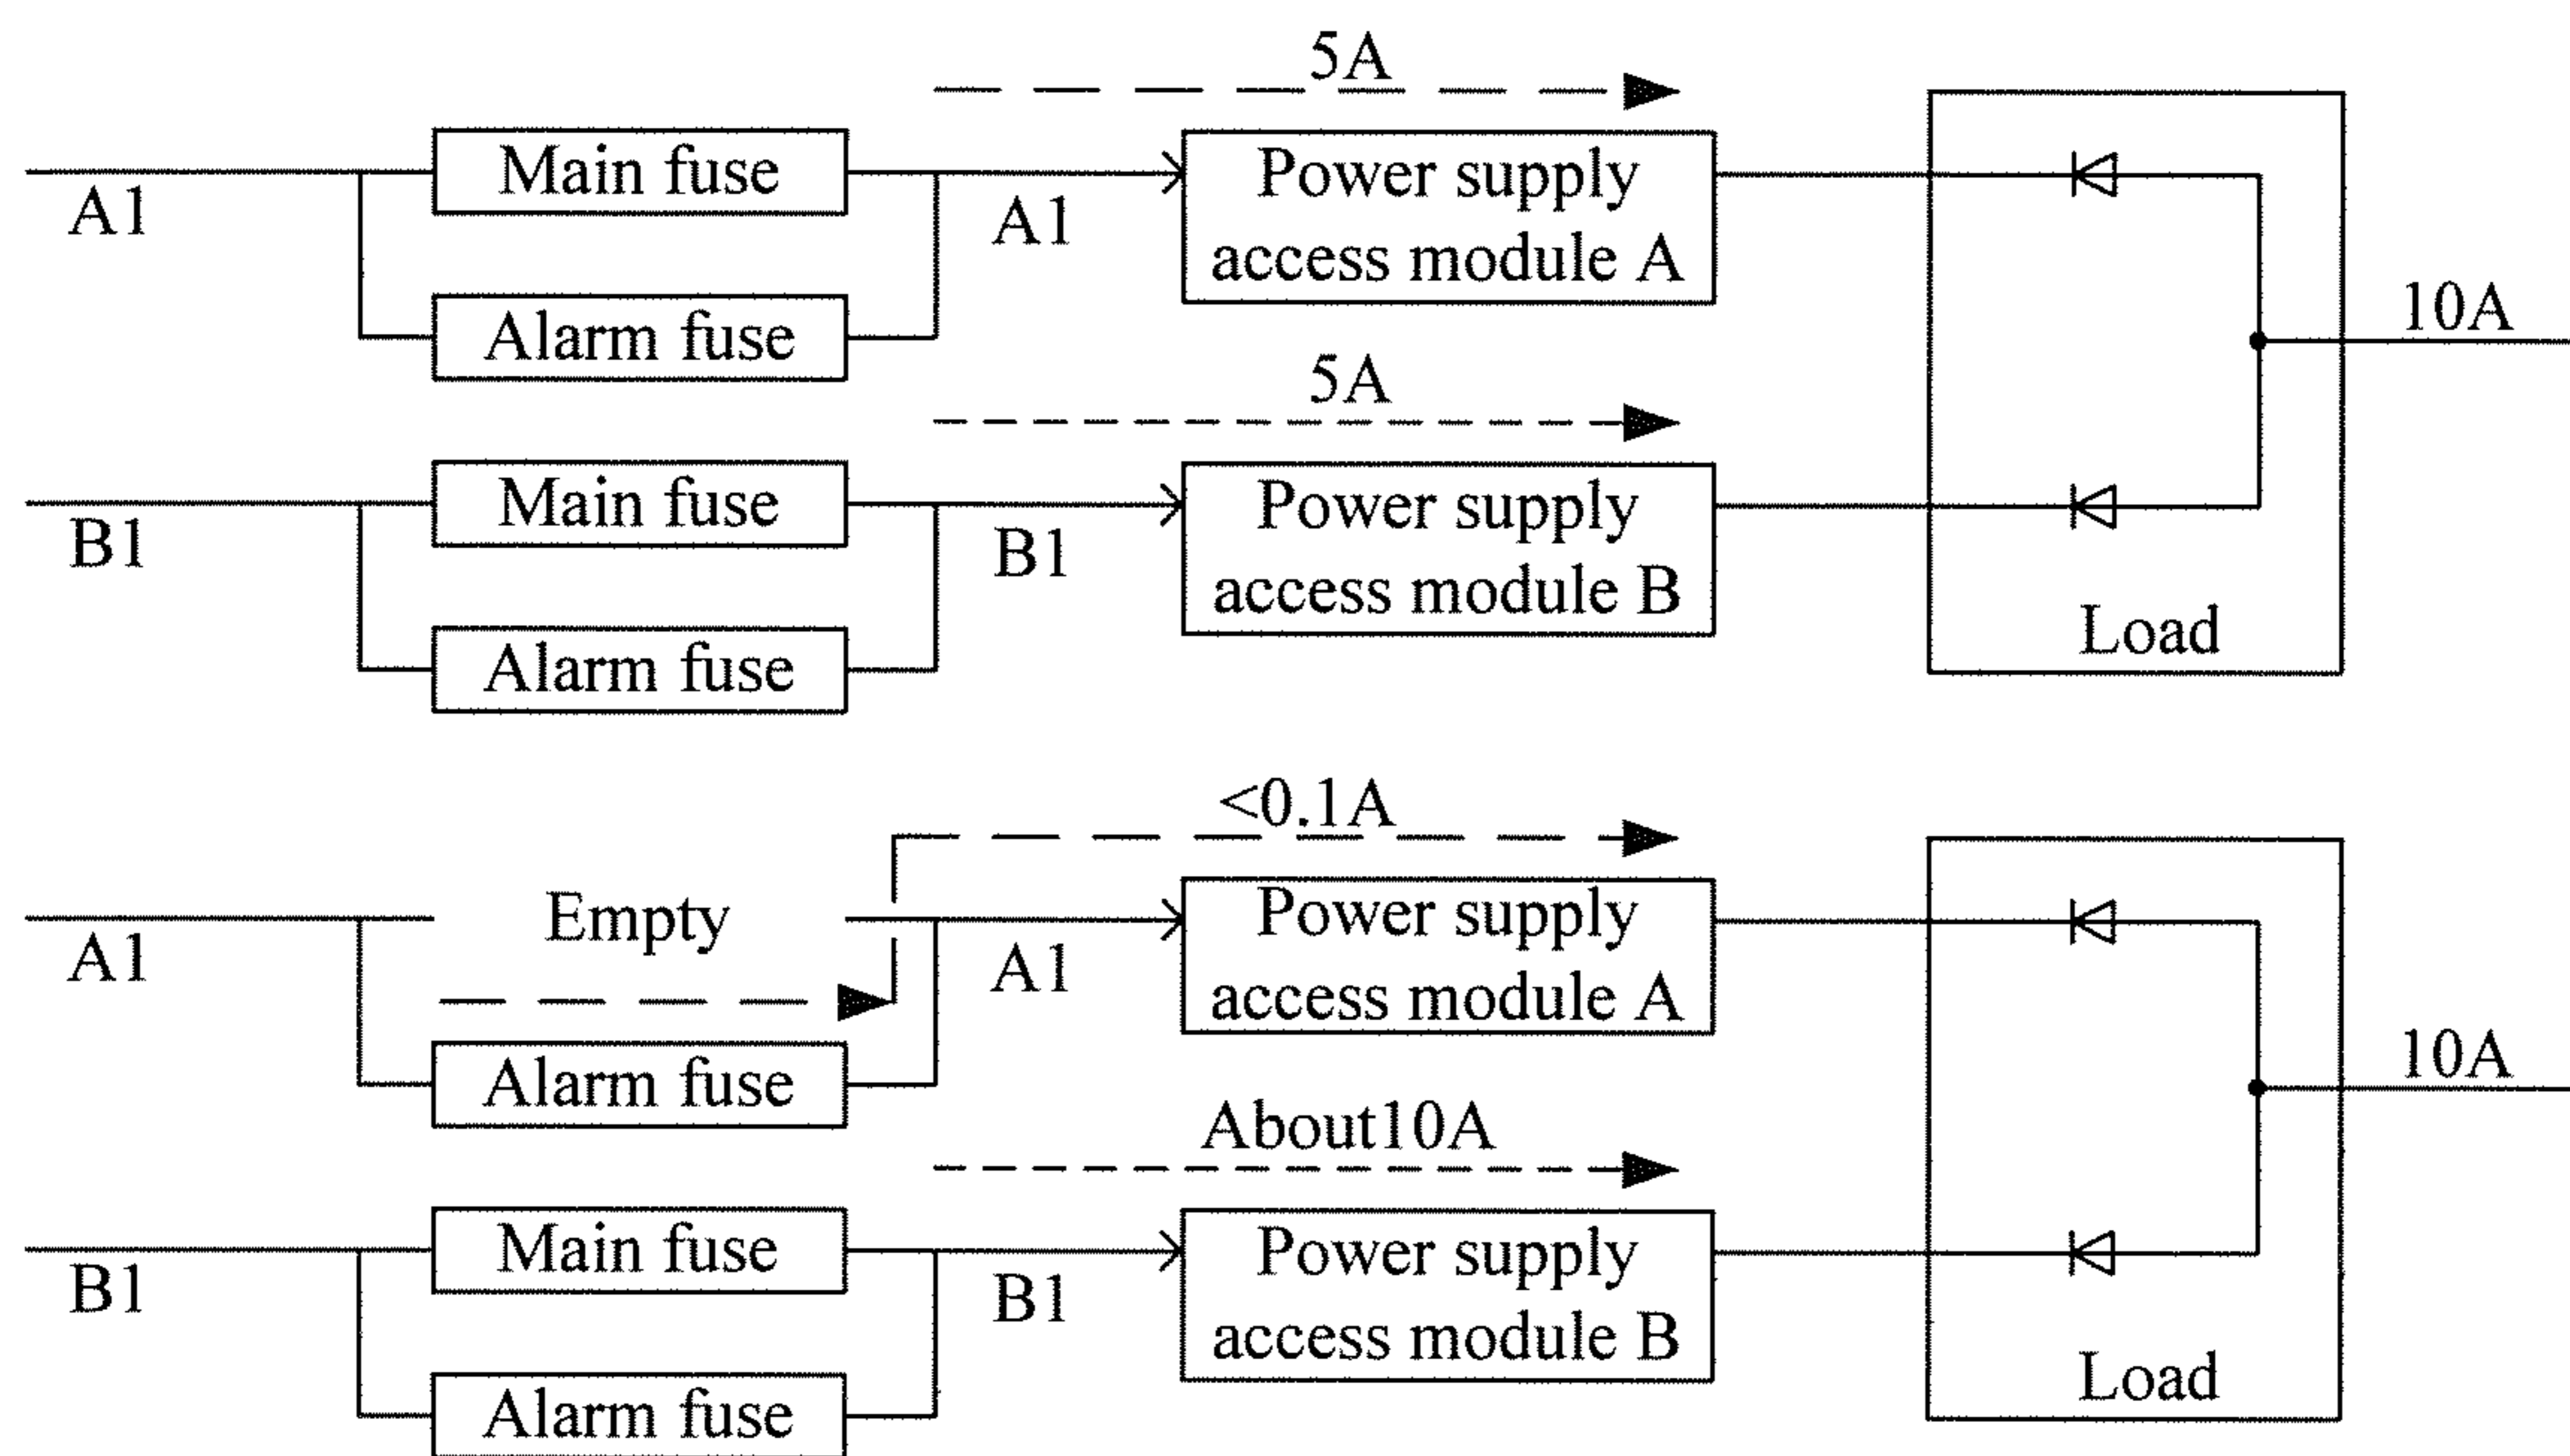 5A
Main fuse
A1
A1
Power supply
access module A
Alarm fuse
10A
5A
Main fuse
B1
B1
Power supply
access module B
Alarm fuse
Load
<0.1A
Empty
A1
A1
Power supply
access module A
Alarm fuse
10A
About10A
Main fuse
B1
B1
Power supply
access module B
Alarm fuse
Load